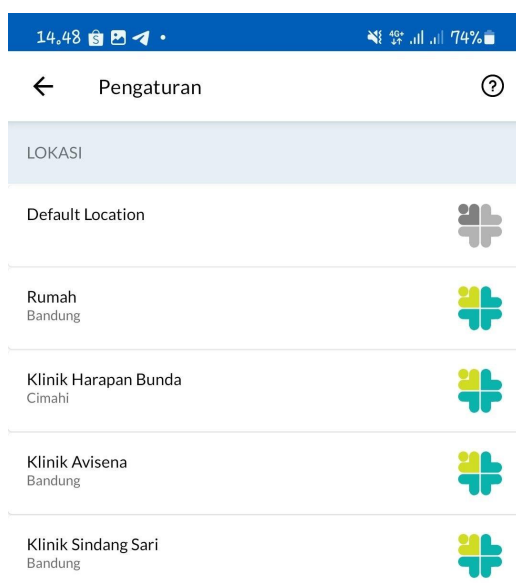 14.48 4G+ 74%
Pengaturan
LOKASI
Default Location
Rumah
Bandung
Klinik Harapan Bunda
Cimahi
Klinik Avisena
Bandung
Klinik Sindang Sari
Bandung